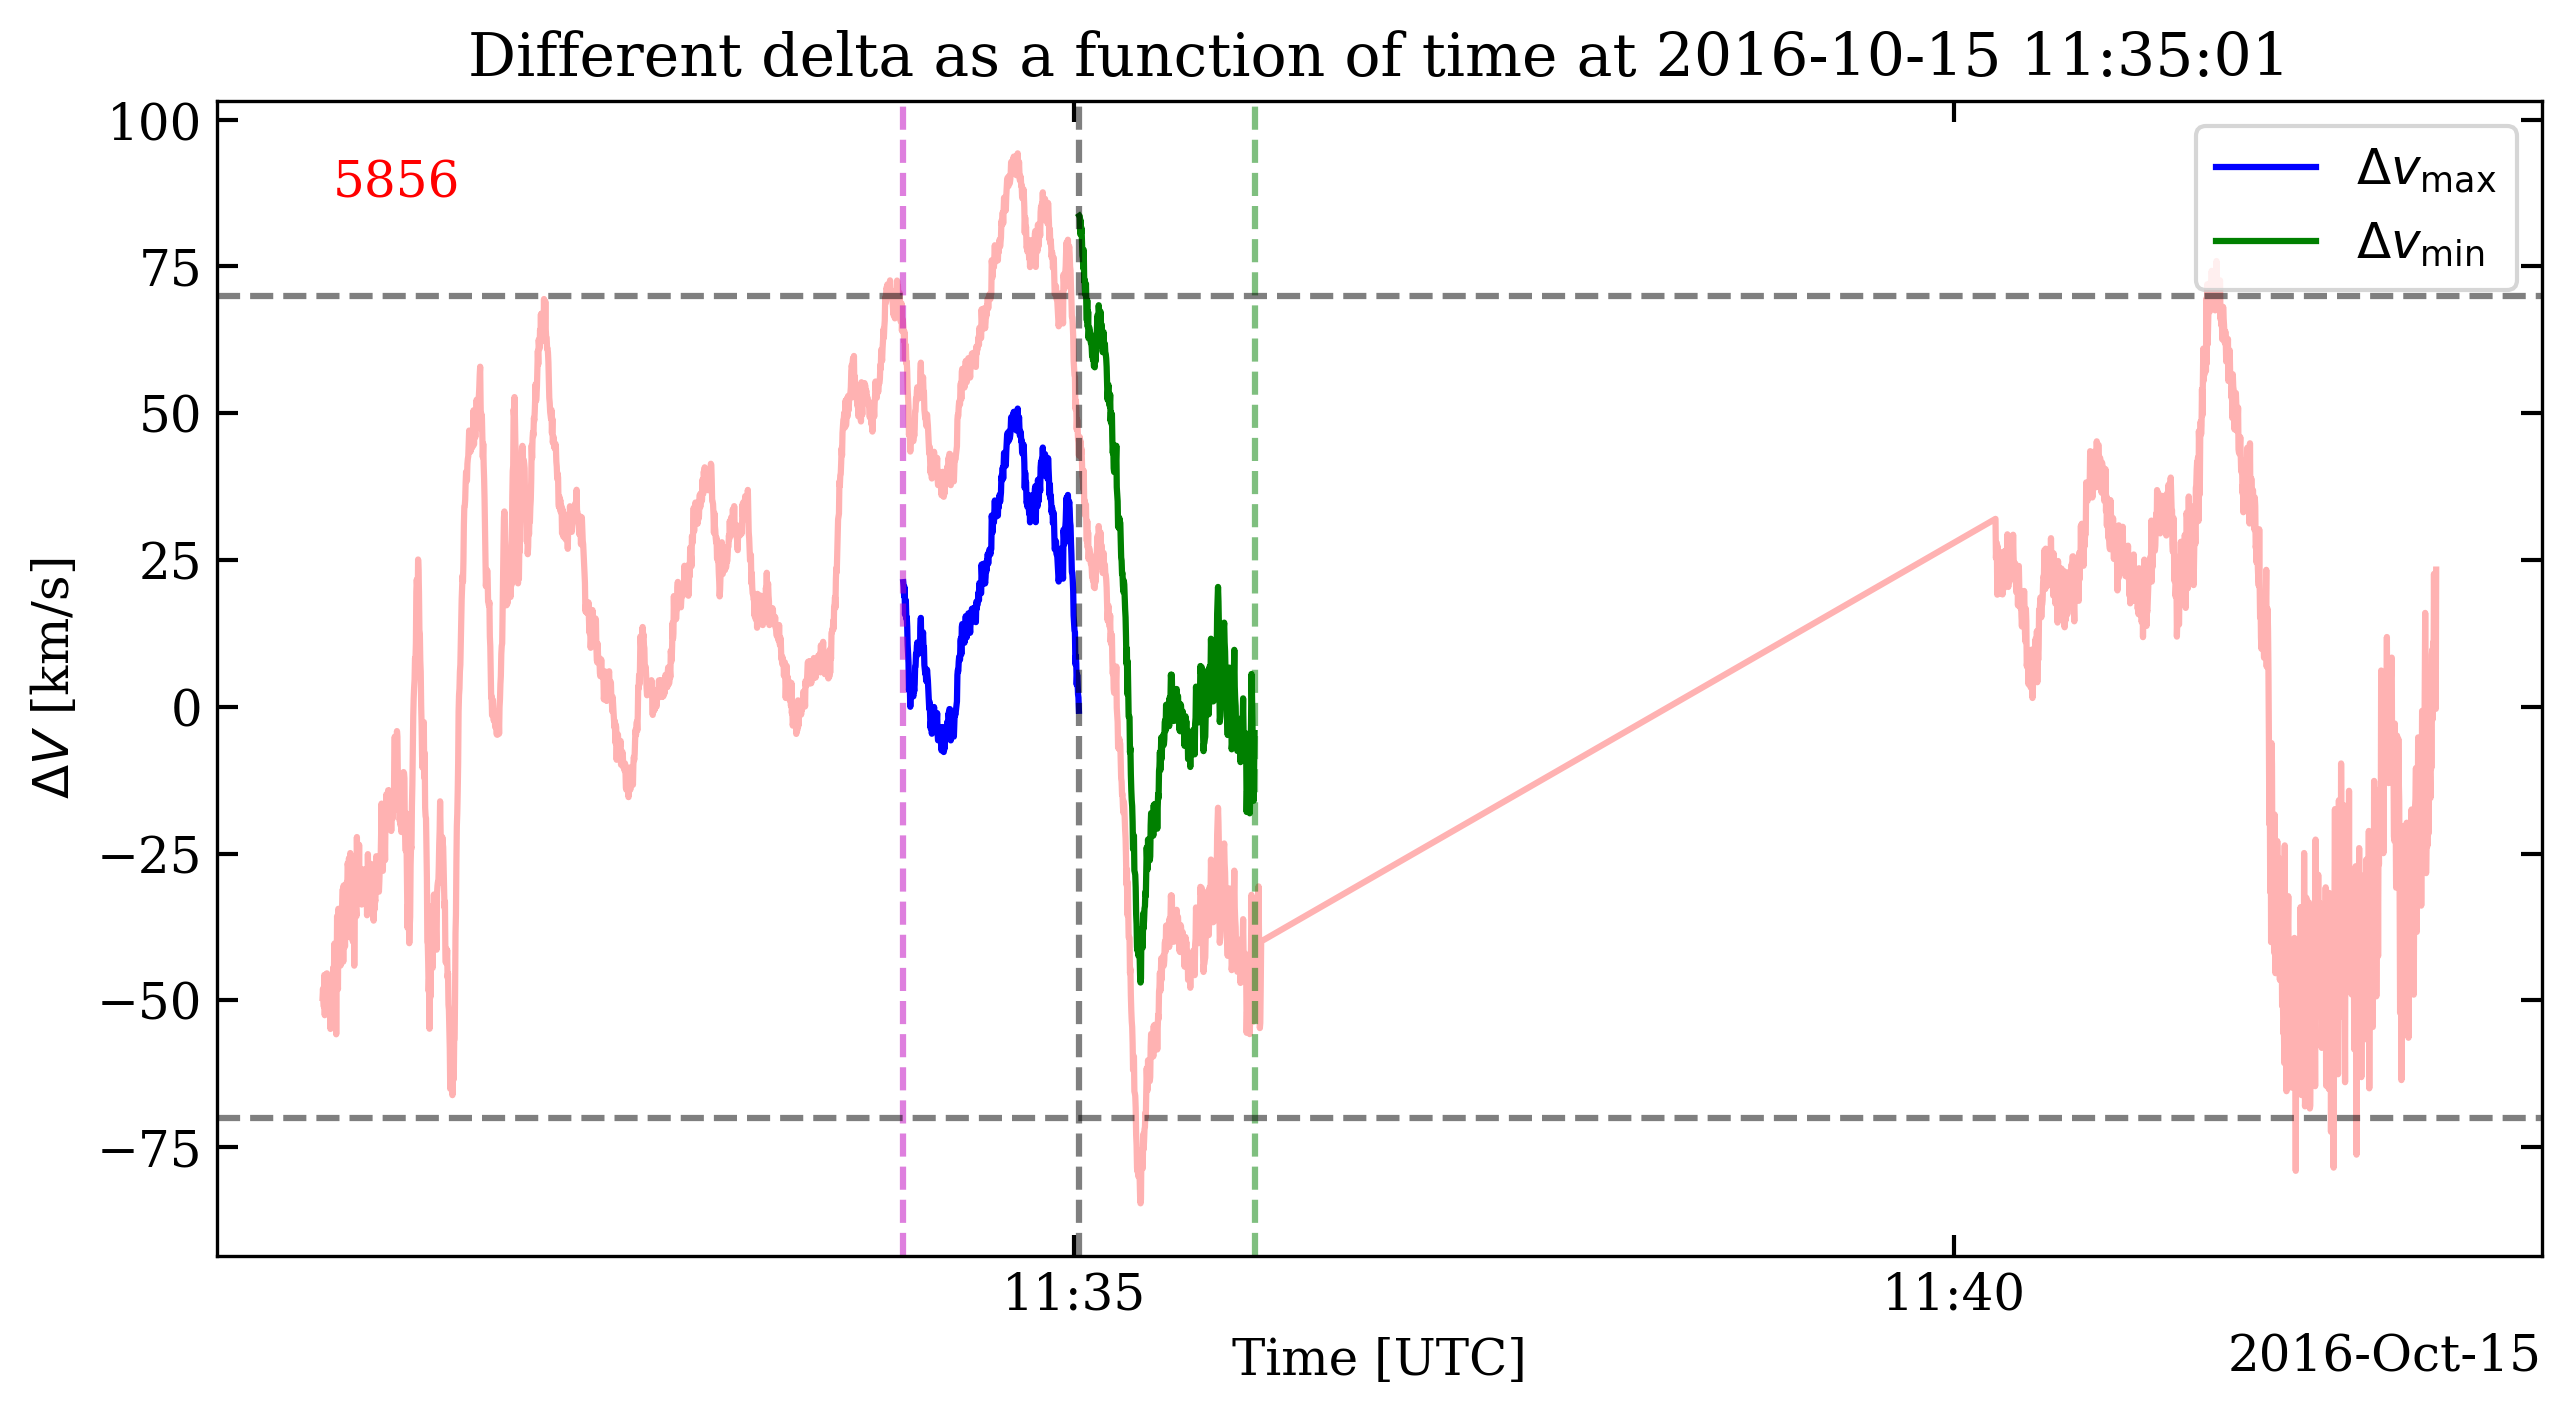 Different delta as a function of time at 2016-10-15 11:35:01
5856
Δv_max
Δv_min
100
75
50
25
0
−25
−50
−75
ΔV [km/s]
11:35
11:40
Time [UTC]
2016-Oct-15